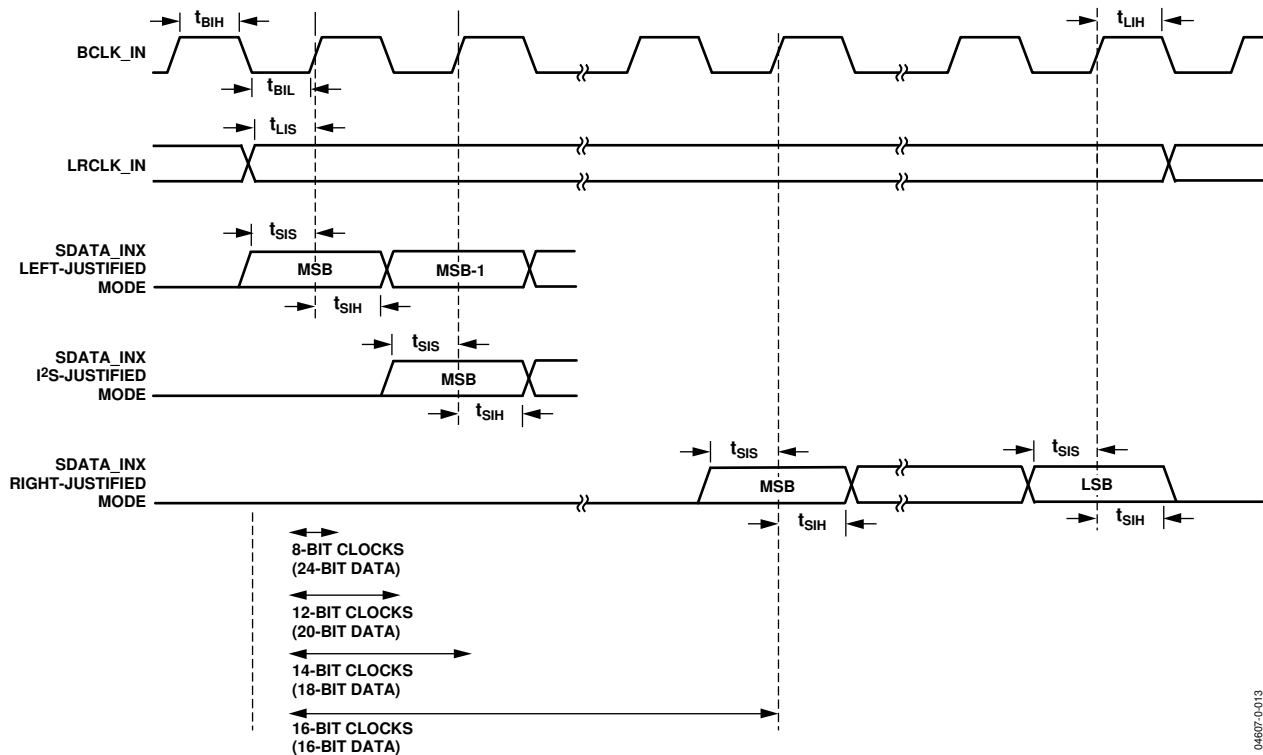 tBIH
tLIH
BCLK_IN
tBIL
tLIS
LRCLK_IN
tSIS
SDATA_INX
LEFT-JUSTIFIED
MODE
MSB
MSB-1
tSIH
tSIS
SDATA_INX
I²S-JUSTIFIED
MODE
MSB
tSIH
tSIS
tSIS
SDATA_INX
RIGHT-JUSTIFIED
MODE
MSB
LSB
tSIH
tSIH
8-BIT CLOCKS
(24-BIT DATA)
12-BIT CLOCKS
(20-BIT DATA)
14-BIT CLOCKS
(18-BIT DATA)
16-BIT CLOCKS
(16-BIT DATA)
04607-0-013